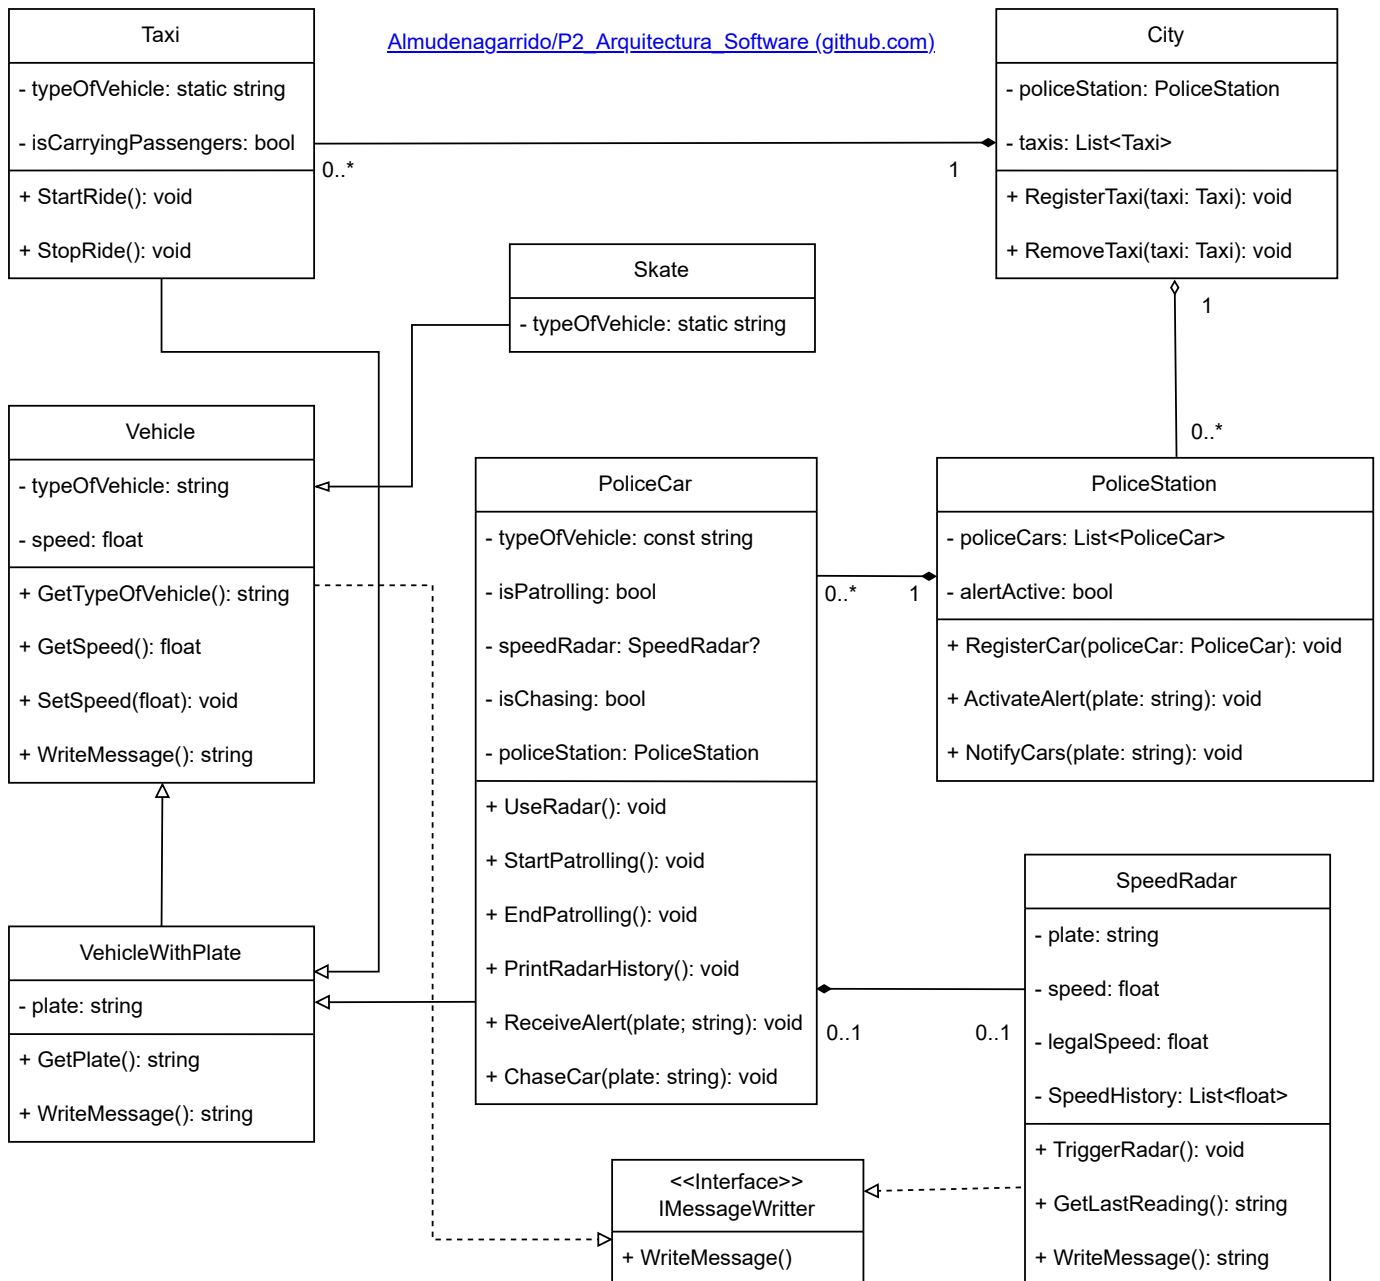 Taxi
- typeOfVehicle: static string
- isCarryingPassengers: bool
+ StartRide(): void
+ StopRide(): void
Almudenagarrido/P2_Arquitectura_Software (github.com)
City
- policeStation: PoliceStation
- taxis: List<Taxi>
+ RegisterTaxi(taxi: Taxi): void
+ RemoveTaxi(taxi: Taxi): void
0..*
1
Skate
- typeOfVehicle: static string
1
0..*
Vehicle
- typeOfVehicle: string
- speed: float
+ GetTypeOfVehicle(): string
+ GetSpeed(): float
+ SetSpeed(float): void
+ WriteMessage(): string
PoliceCar
- typeOfVehicle: const string
- isPatrolling: bool
- speedRadar: SpeedRadar?
- isChasing: bool
- policeStation: PoliceStation
+ UseRadar(): void
+ StartPatrolling(): void
+ EndPatrolling(): void
+ PrintRadarHistory(): void
+ ReceiveAlert(plate; string): void
+ ChaseCar(plate: string): void
0..*
1
PoliceStation
- policeCars: List<PoliceCar>
- alertActive: bool
+ RegisterCar(policeCar: PoliceCar): void
+ ActivateAlert(plate: string): void
+ NotifyCars(plate: string): void
VehicleWithPlate
- plate: string
+ GetPlate(): string
+ WriteMessage(): string
0..1
0..1
SpeedRadar
- plate: string
- speed: float
- legalSpeed: float
- SpeedHistory: List<float>
+ TriggerRadar(): void
+ GetLastReading(): string
+ WriteMessage(): string
<<Interface>>
IMessageWritter
+ WriteMessage()